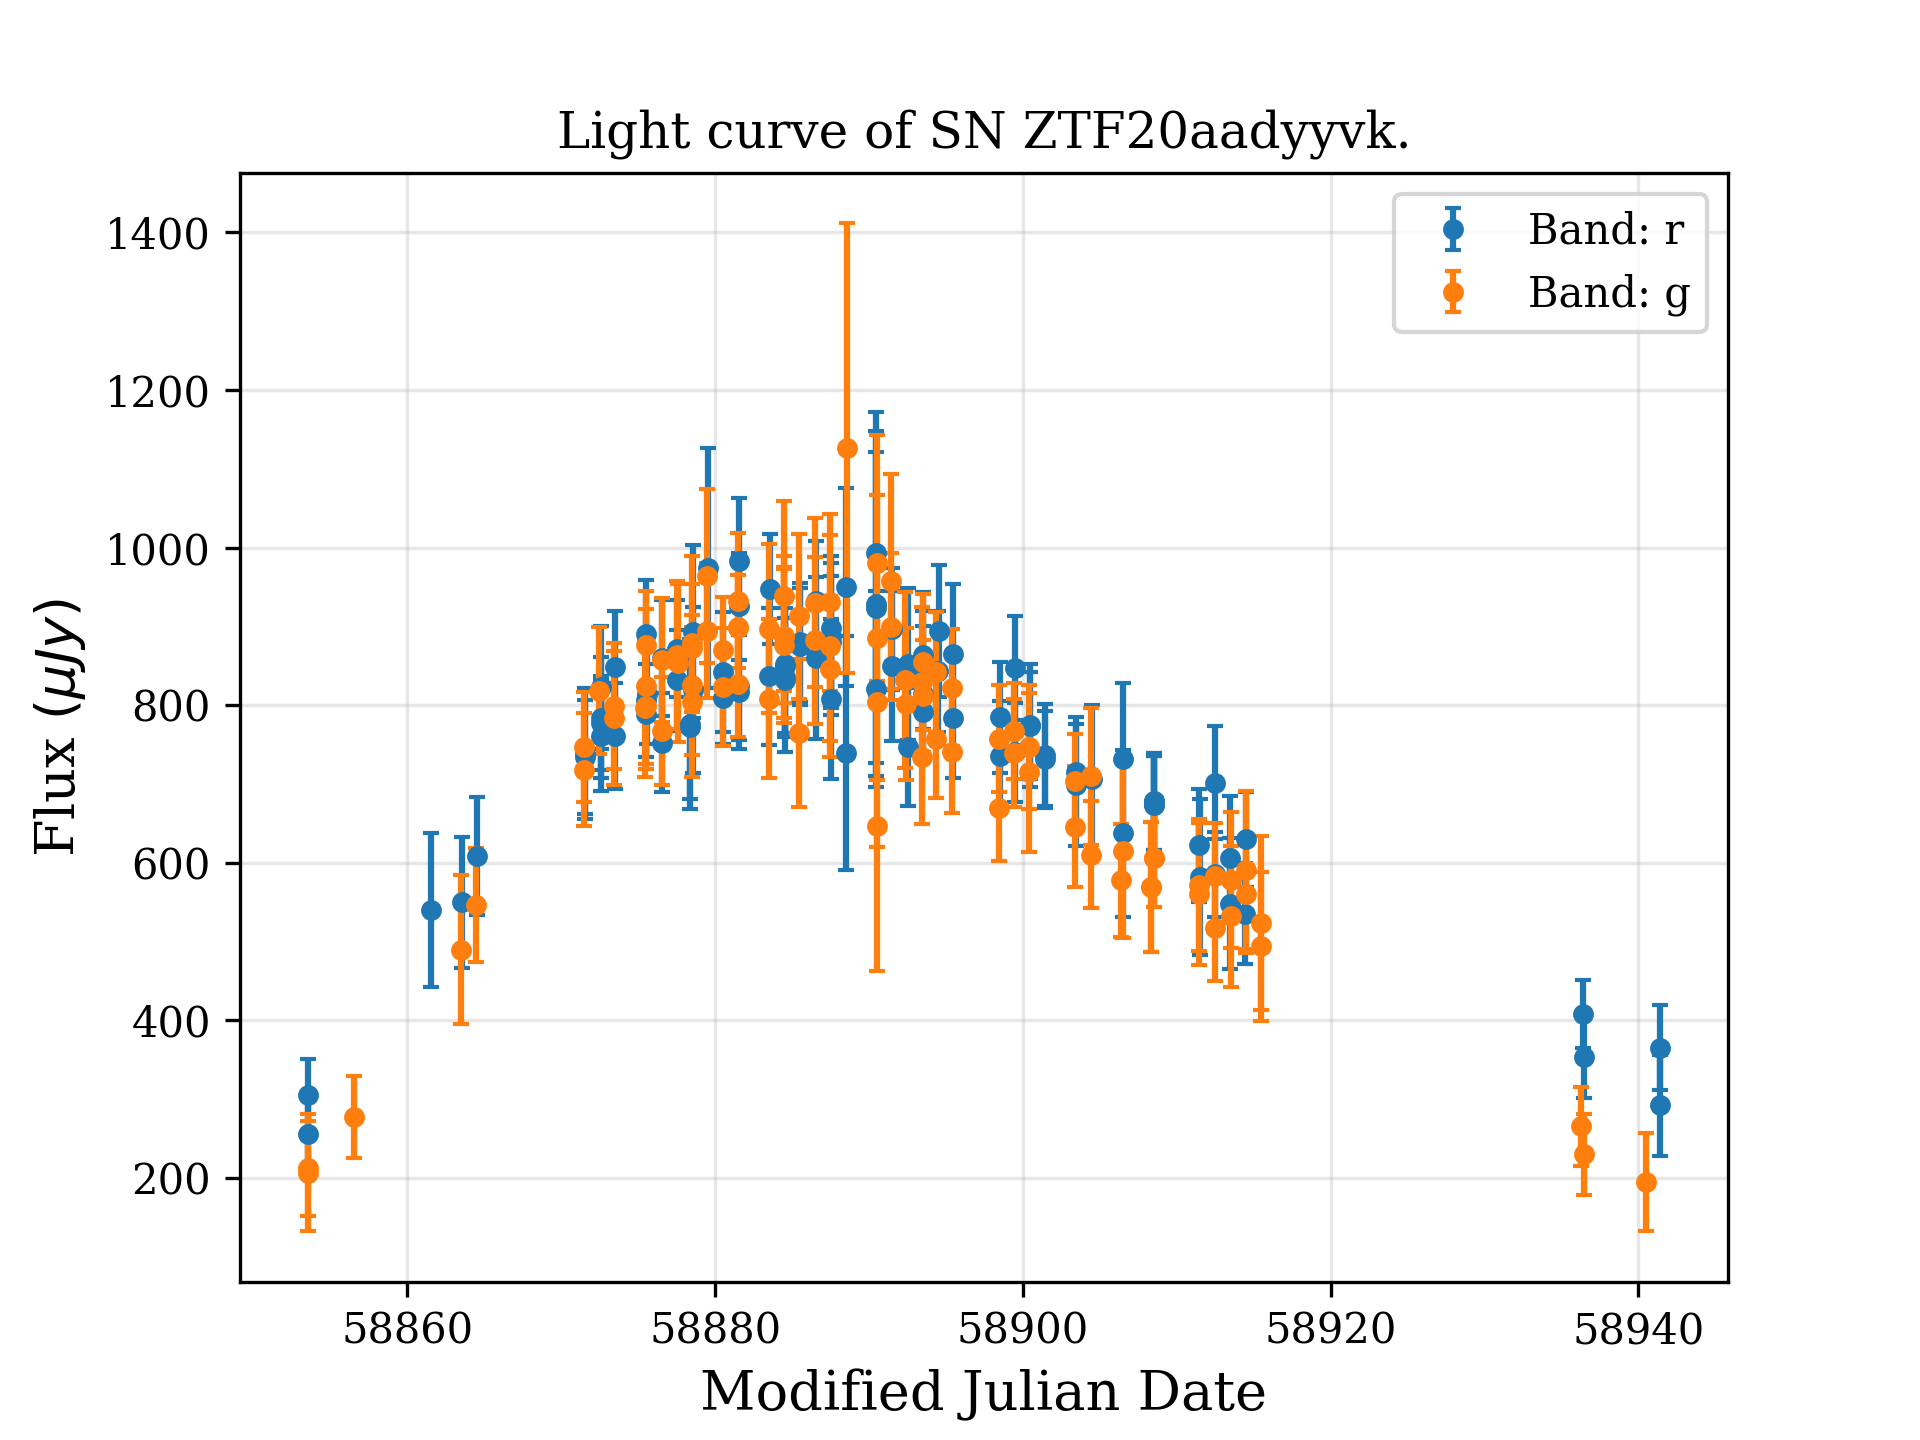 Light curve of SN ZTF20aadyyvk.
Band: r
Band: g
Flux (μJy)
1400
1200
1000
800
600
400
200
58860 58880 58900 58920 58940
Modified Julian Date